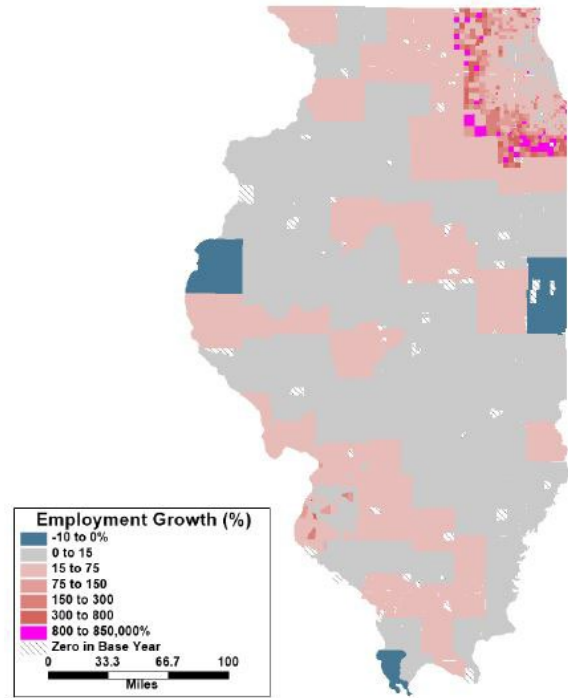 Employment Growth (%)
-10 to 0%
0 to 15
15 to 75
75 to 150
150 to 300
300 to 800
800 to 850,000%
Zero in Base Year
0 33.3 66.7 100
Miles